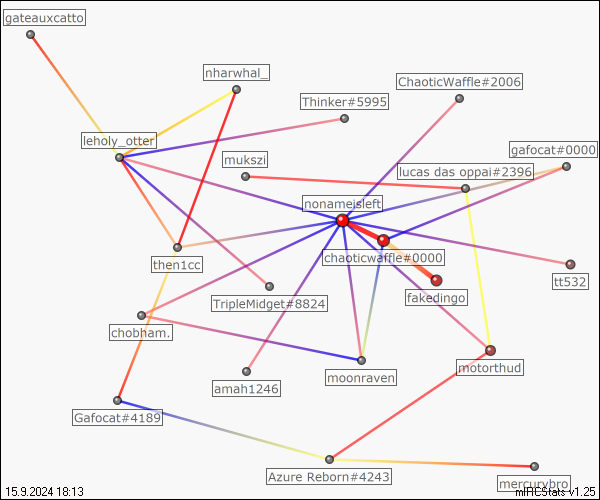 gateauxcatto
nharwhal_
ChaoticWaffle#2006
Thinker#5995
leholy_otter
gafocat#0000
mukszi
lucas das oppai#2396
nonameisleft
chaoticwaffle#0000
then1cc
tt532
fakedingo
TripleMidget#8824
chobham.
motorthud
moonraven
amah1246
Gafocat#4189
Azure Reborn#4243
mercurybro
15.9.2024 18:13
mIRCStats v1.25